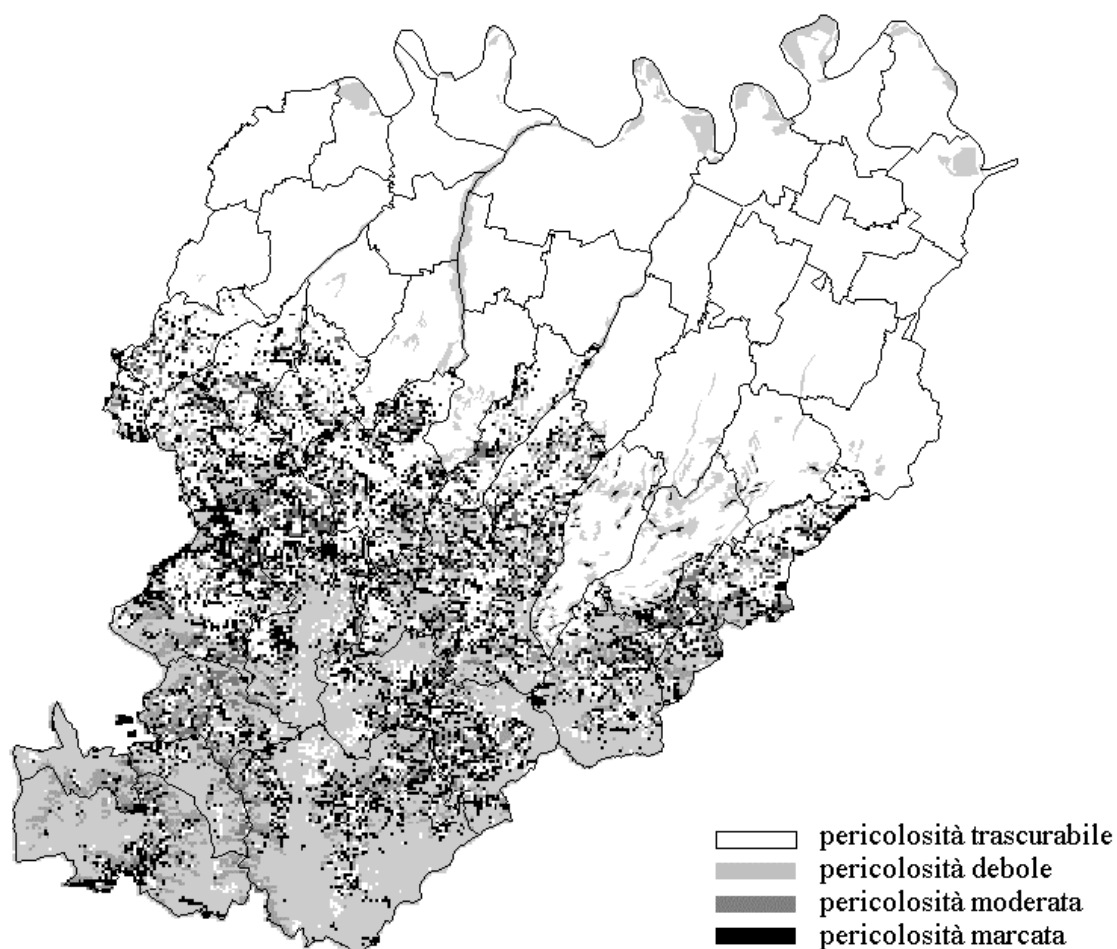 pericolosità trascurabile
pericolosità debole
pericolosità moderata
pericolosità marcata